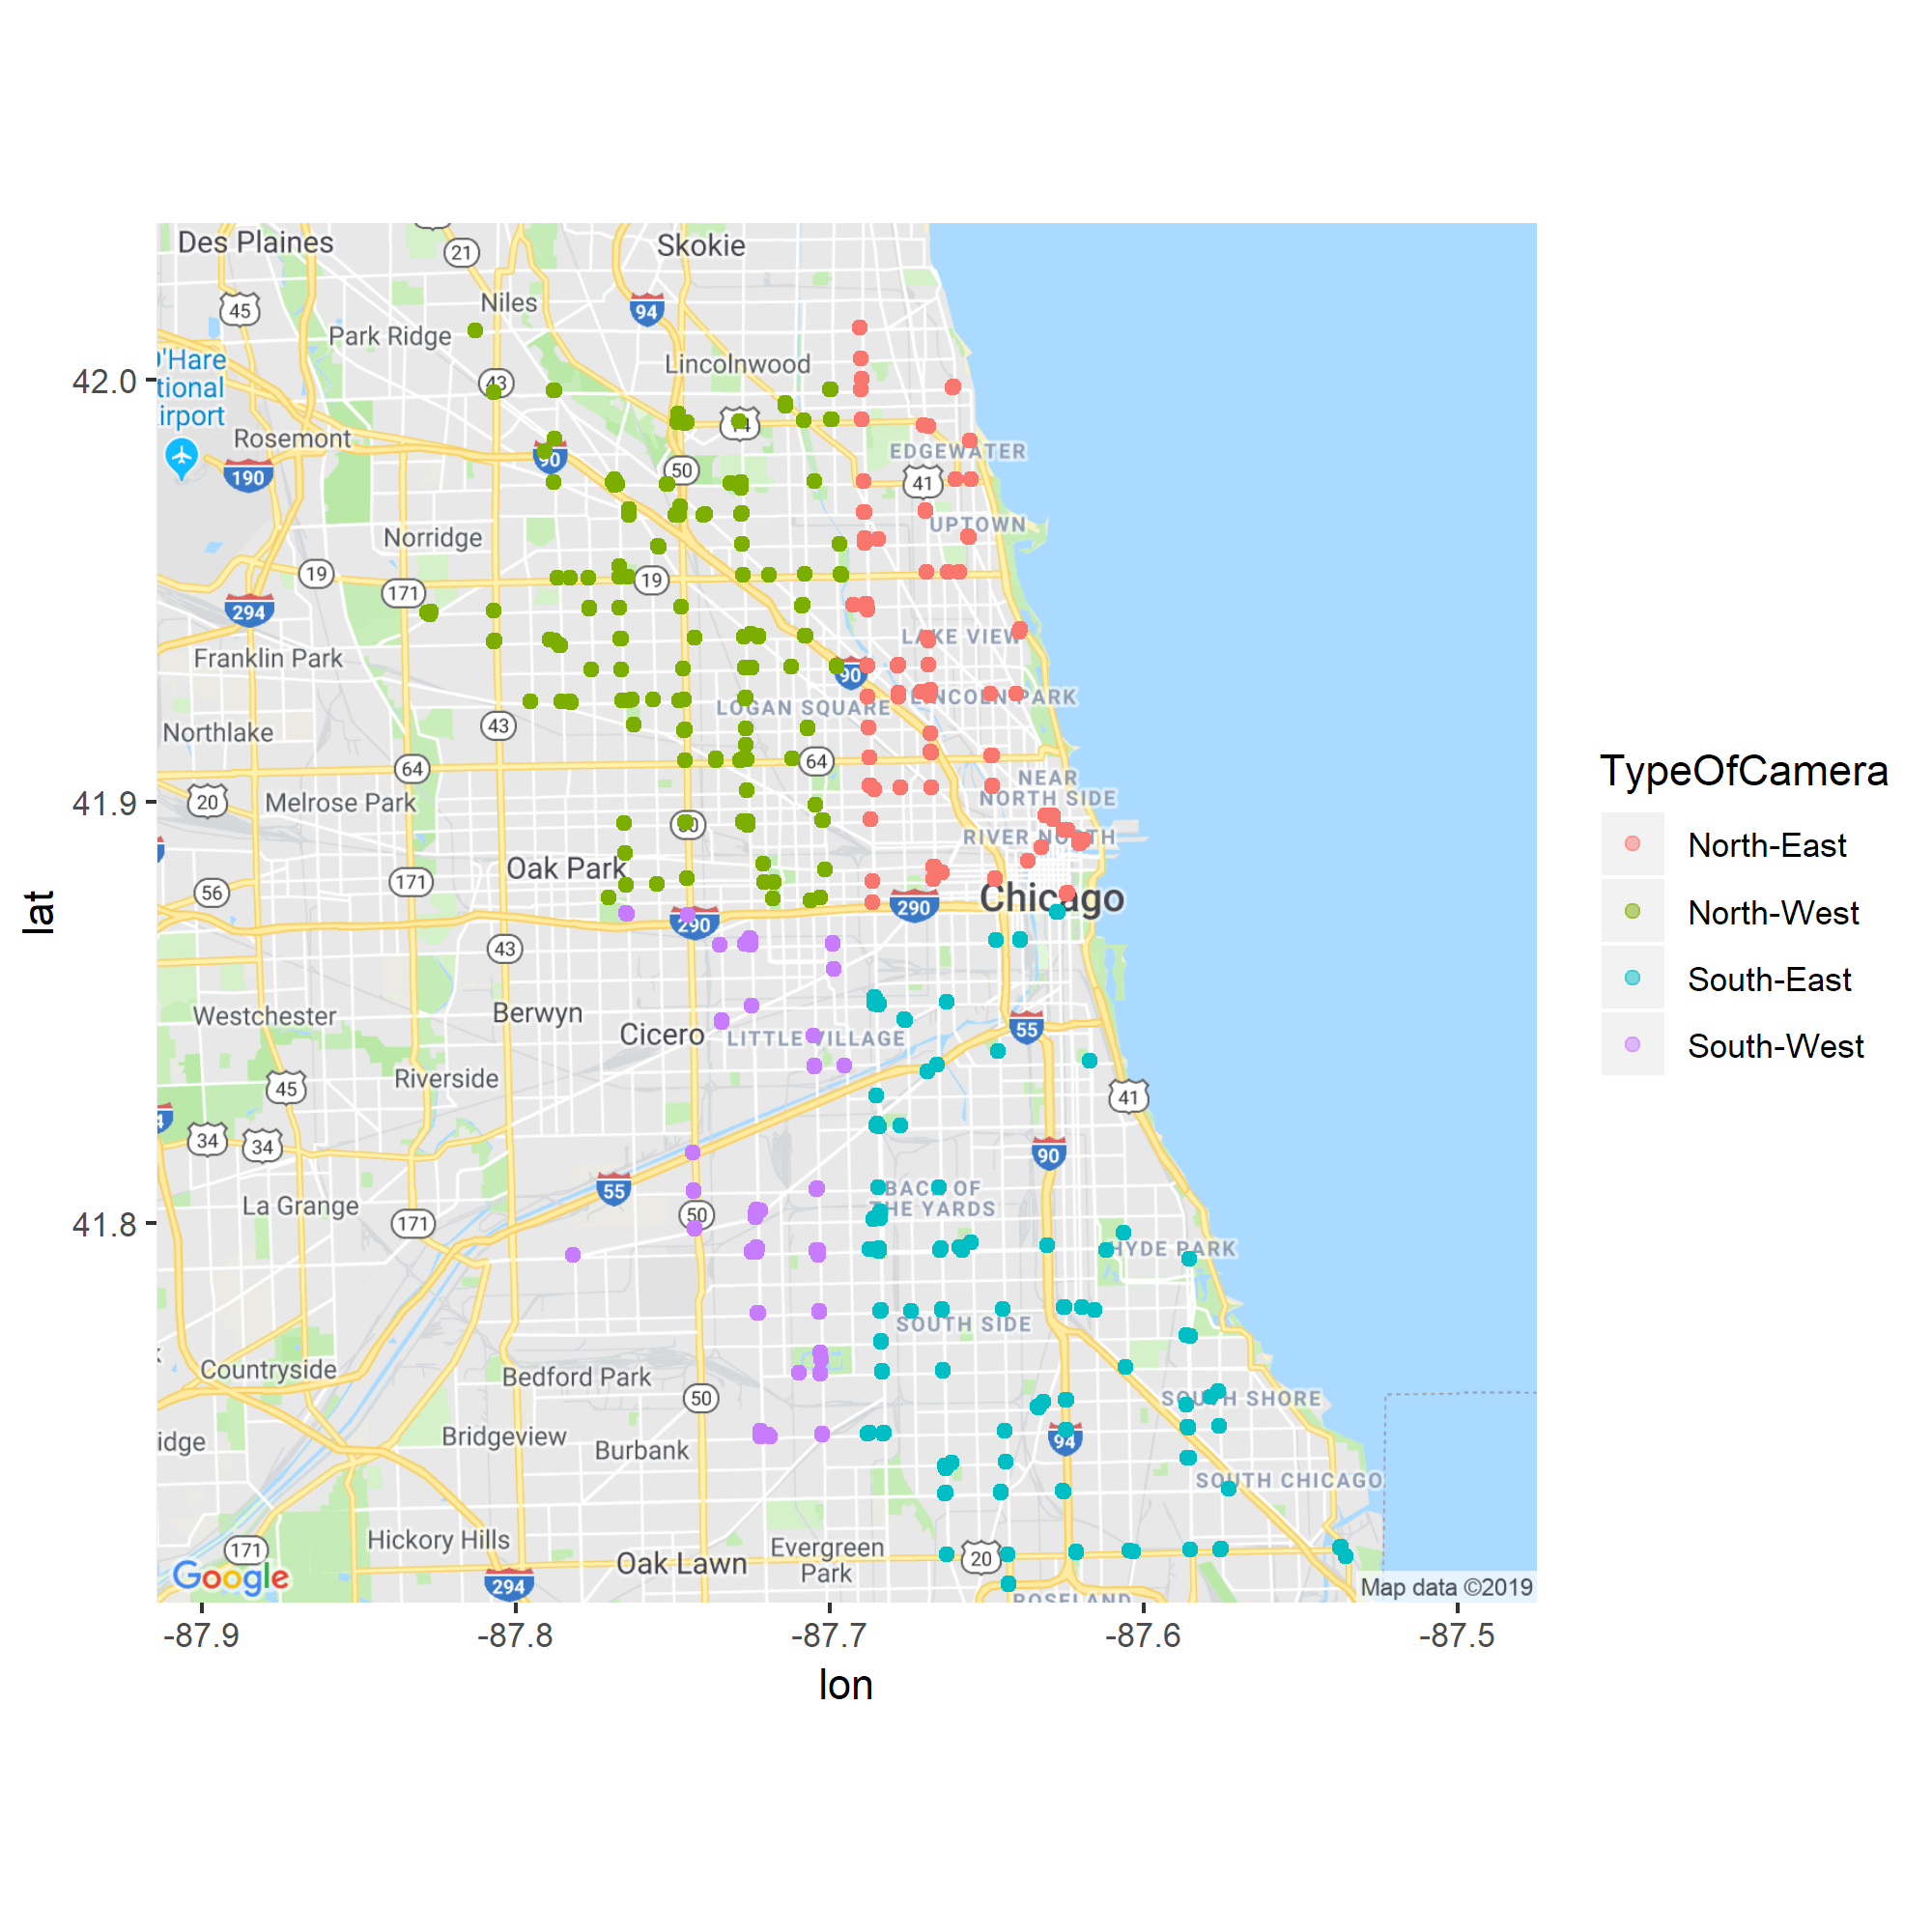 Des Plaines
Skokie
21
45
Niles
94
Park Ridge
O'Hare
tional
irport
Lincolnwood
43
14
Rosemont
EDGEWATER
90
190
50
41
UPTOWN
Norridge
19
19
171
294
LAKE VIEW
Franklin Park
90
LINCOLN PARK
LOGAN SQUARE
43
Northlake
64
64
NEAR
NORTH SIDE
20
Melrose Park
50
RIVER NORTH
Oak Park
171
56
Chicago
290
290
43
Westchester
Berwyn
Cicero
LITTLE VILLAGE
55
Riverside
45
41
34
34
90
55
BACK OF
THE YARDS
La Grange
171
50
HYDE PARK
SOUTH SIDE
Countryside
Bedford Park
50
SOUTH SHORE
idge
Bridgeview
Burbank
94
SOUTH CHICAGO
Hickory Hills
171
Oak Lawn
Evergreen
Park
20
294
Google
ROSELAND
Map data ©2019
42.0
41.9
41.8
lat
-87.9
-87.8
-87.7
-87.6
-87.5
lon
TypeOfCamera
North-East
North-West
South-East
South-West